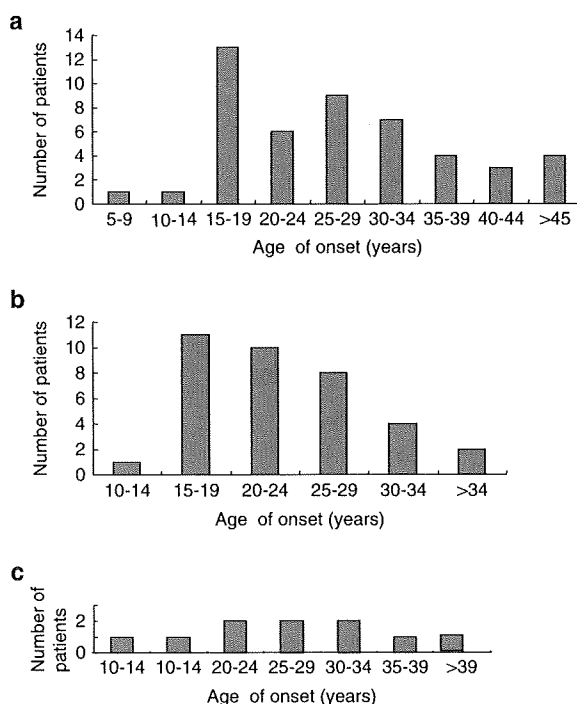 a
Number of patients
14
12
10
8
6
4
2
0
5-9 10-14 15-19 20-24 25-29 30-34 35-39 40-44 >45
Age of onset (years)
b
Number of patients
12
10
8
6
4
2
0
10-14 15-19 20-24 25-29 30-34 >34
Age of onset (years)
c
Number of
patients
2
0
10-14 10-14 20-24 25-29 30-34 35-39 >39
Age of onset (years)